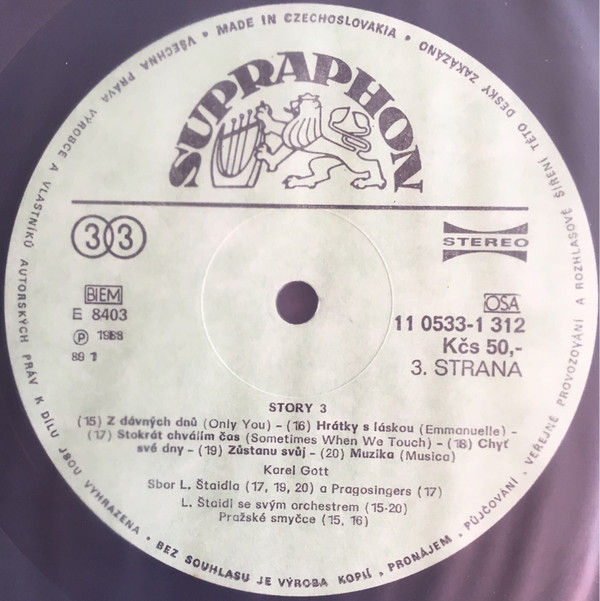 VŠECHNA PRÁVA VÝROBCE A VLASTNÍKŮ AUTORSKÝCH PRÁV K DÍLU JSOU VYHRAZENA • BEZ SOUHLASU JE VÝROBA KOPIÍ, PRONÁJEM, PŮJČOVÁNÍ, VEŘEJNÉ PROVOZOVÁNÍ A ROZHLASOVÉ ŠÍŘENÍ TÉTO DESKY ZAKÁZÁNO • MADE IN CZECHOSLOVAKIA •
SUPRAPHON
33
STEREO
BIEM
E 8403
Ⓟ 1988
89 1
OSA
11 0533-1 312
Kčs 50,-
3. STRANA
STORY 3
(15) Z dávných dnů (Only You) – (16) Hrátky s láskou (Emmanuelle) –
(17) Stokrát chválím čas (Sometimes When We Touch) – (18) Chyť
své dny – (19) Zůstanu svůj – (20) Muzika (Musica)
Karel Gott
Sbor L. Štaidla (17, 19, 20) a Pragosingers (17)
L. Štaidl se svým orchestrem (15-20)
Pražské smyčce (15, 16)